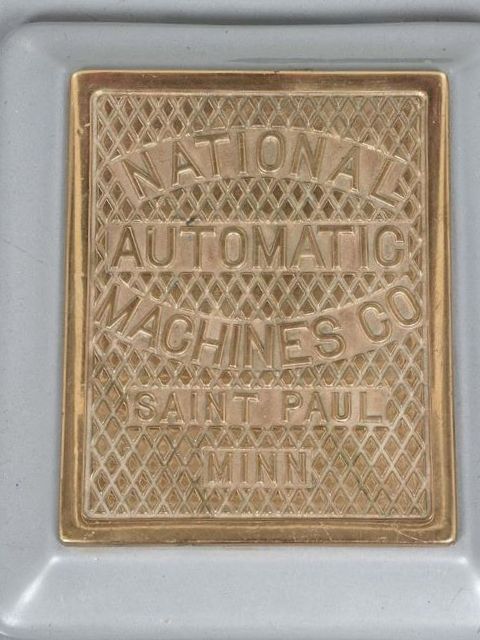 NATIONAL
AUTOMATIC
MACHINES CO
SAINT PAUL
MINN